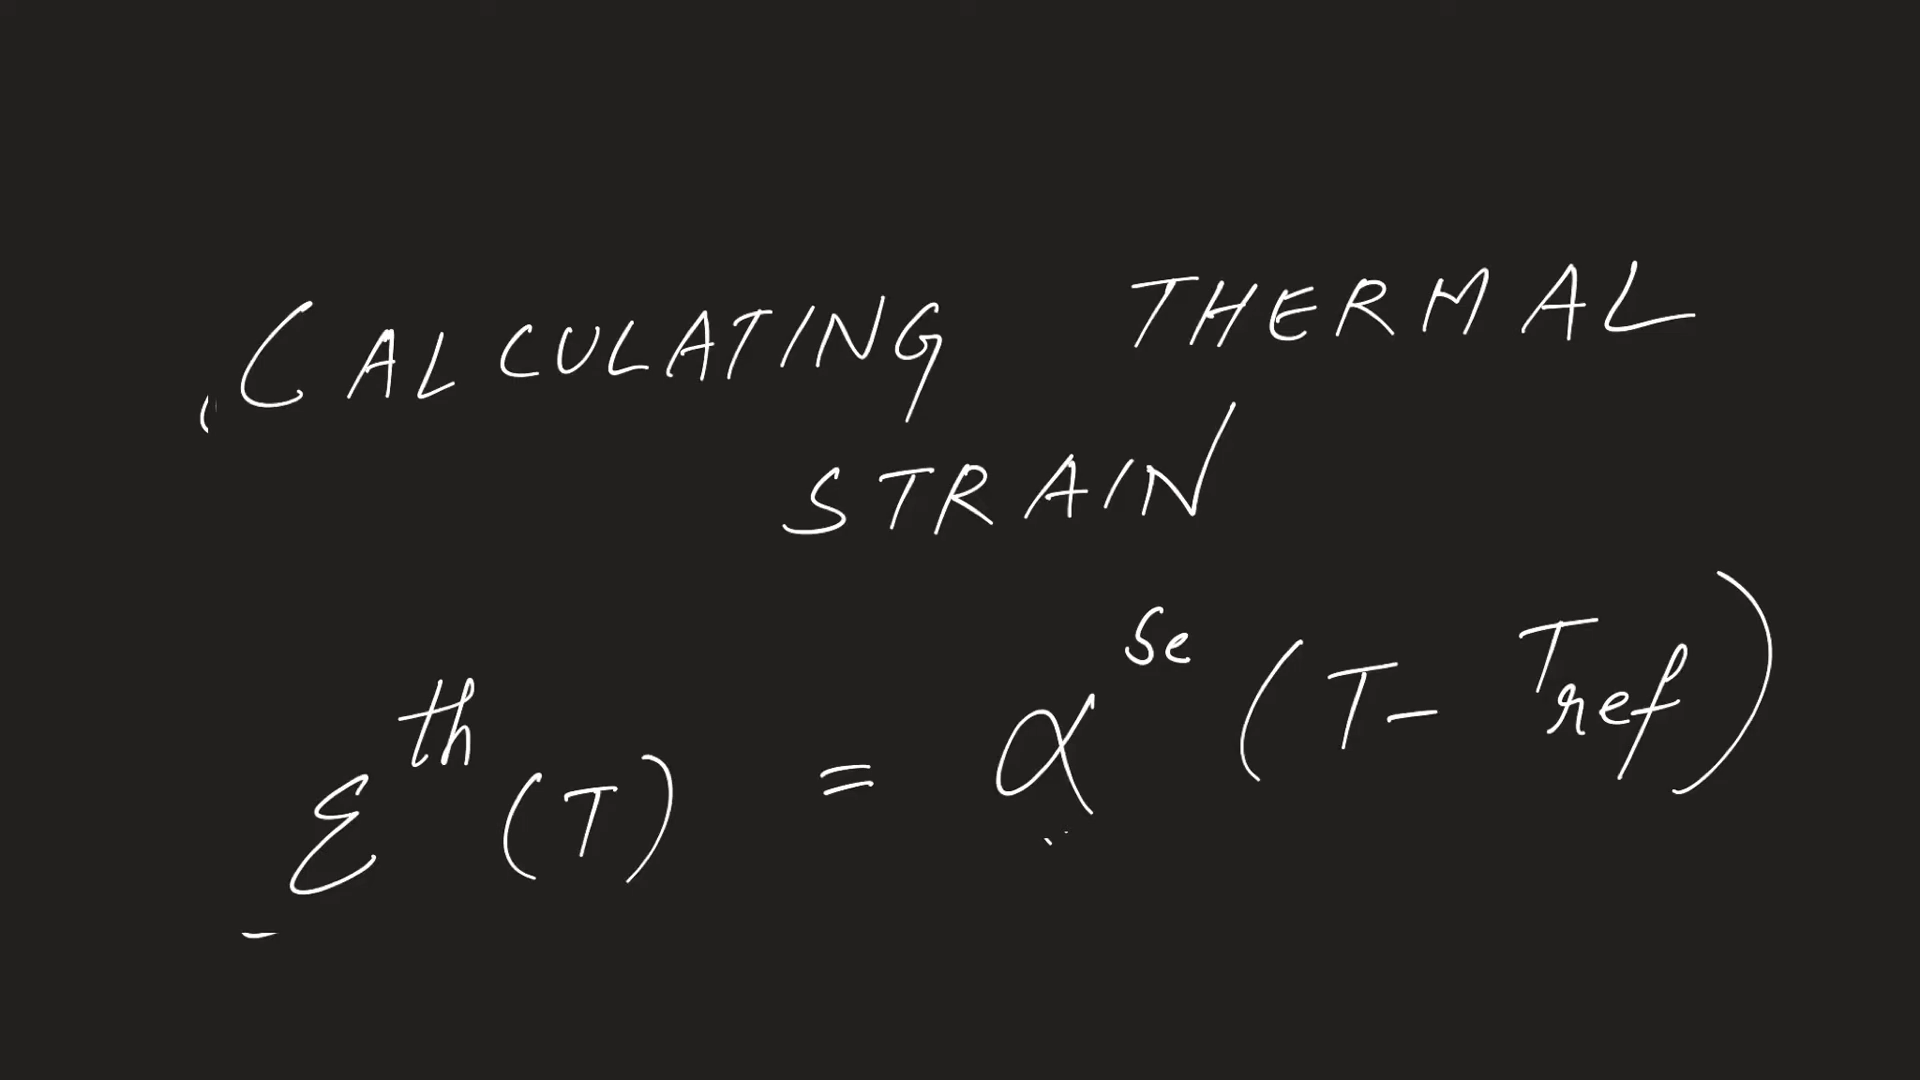 CALCULATING THERMAL
STRAIN
ε^th (T) = α^se (T - T_ref)